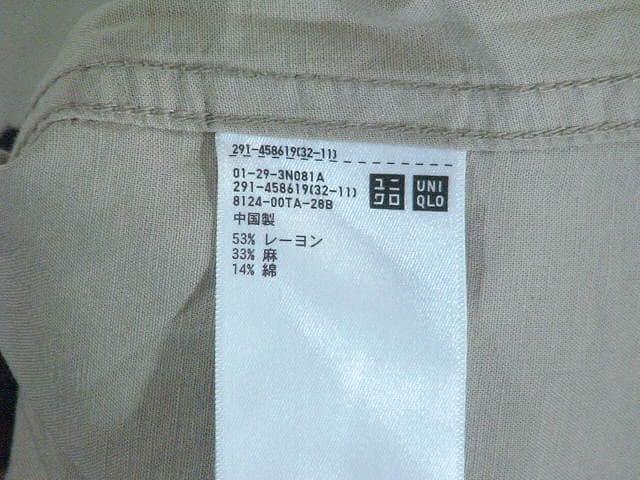 291-458619(32-11)
01-29-3N081A
291-458619(32-11)
8124-00TA-28B
中国製
53% レーヨン
33% 麻
14% 綿
ユニ
クロ
UNI
QLO